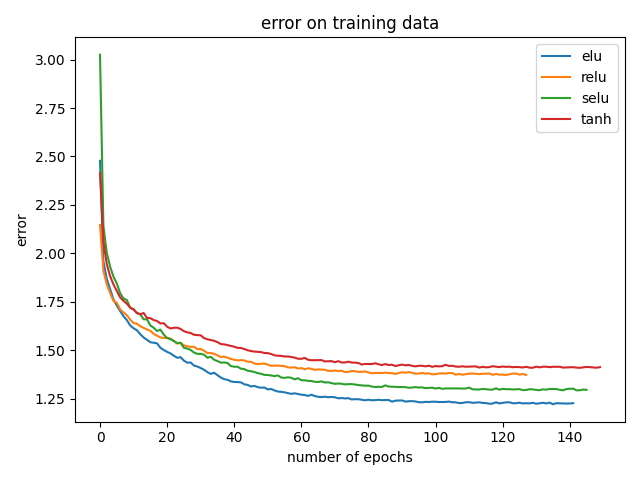 error on training data
elu
relu
selu
tanh
error
3.00
2.75
2.50
2.25
2.00
1.75
1.50
1.25
0 20 40 60 80 100 120 140
number of epochs